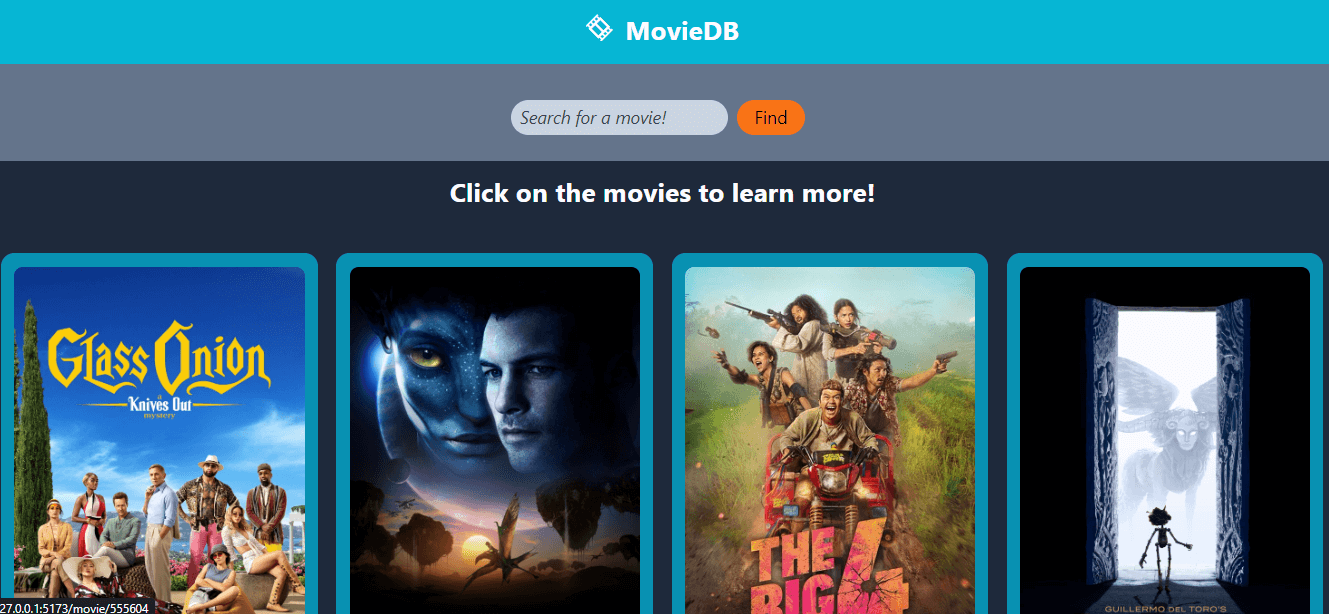 MovieDB
Search for a movie!
Find
Click on the movies to learn more!
Glass Onion
a
Knives Out
mystery
THE
BIG 4
GUILLERMO DEL TORO'S
27.0.0.1:5173/movie/555604